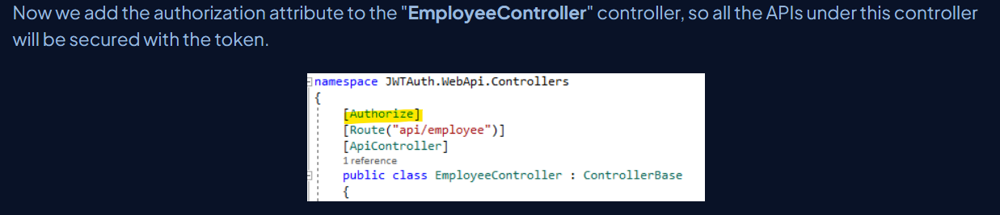 Now we add the authorization attribute to the "EmployeeController" controller, so all the APIs under this controller
will be secured with the token.
namespace JWTAuth.WebApi.Controllers
{
[Authorize]
[Route("api/employee")]
[ApiController]
1 reference
public class EmployeeController : ControllerBase
{